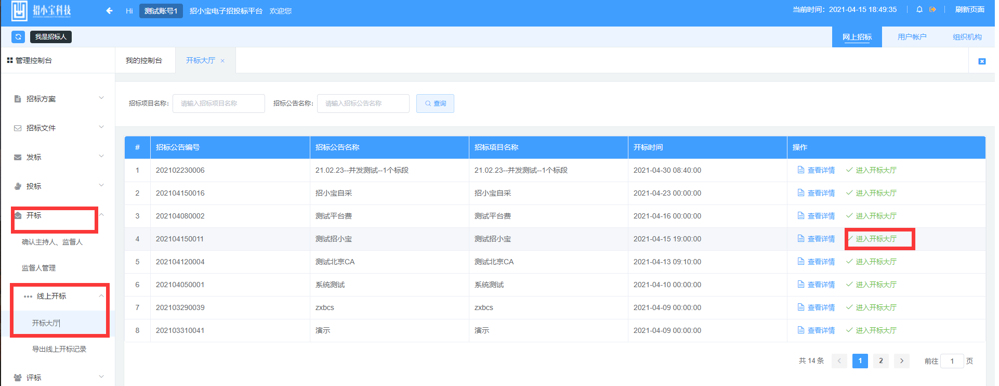 招小宝科技
Hi 测试账号1 招小宝电子招投标平台 欢迎您
当前时间：2021-04-15 18:49:35
刷新页面
我是招标人
网上招标 用户帐户 组织机构
管理控制台
我的控制台 开标大厅 ×
招标方案
招标文件
发标
投标
开标
确认主持人、监督人
监督人管理
线上开标
开标大厅
导出线上开标记录
评标
招标项目名称： 请输入招标项目名称 招标公告名称： 请输入招标公告名称 查询
# 招标公告编号 招标公告名称 招标项目名称 开标时间 操作
1 202102230006 21.02.23--并发测试--1个标段 21.02.23--并发测试--1个标段 2021-04-30 08:40:00 查看详情 进入开标大厅
2 202104150016 招小宝自采 招小宝自采 2021-04-23 00:00:00 查看详情 进入开标大厅
3 202104080002 测试平台费 测试平台费 2021-04-16 00:00:00 查看详情 进入开标大厅
4 202104150011 测试招小宝 测试招小宝 2021-04-15 19:00:00 查看详情 进入开标大厅
5 202104120004 测试北京CA 测试北京CA 2021-04-13 09:10:00 查看详情 进入开标大厅
6 202104050001 系统测试 系统测试 2021-04-10 00:00:00 查看详情 进入开标大厅
7 202103290039 zxbcs zxbcs 2021-04-09 00:00:00 查看详情 进入开标大厅
8 202103310041 演示 演示 2021-04-09 00:00:00 查看详情 进入开标大厅
共 14 条 < 1 2 > 前往 1 页